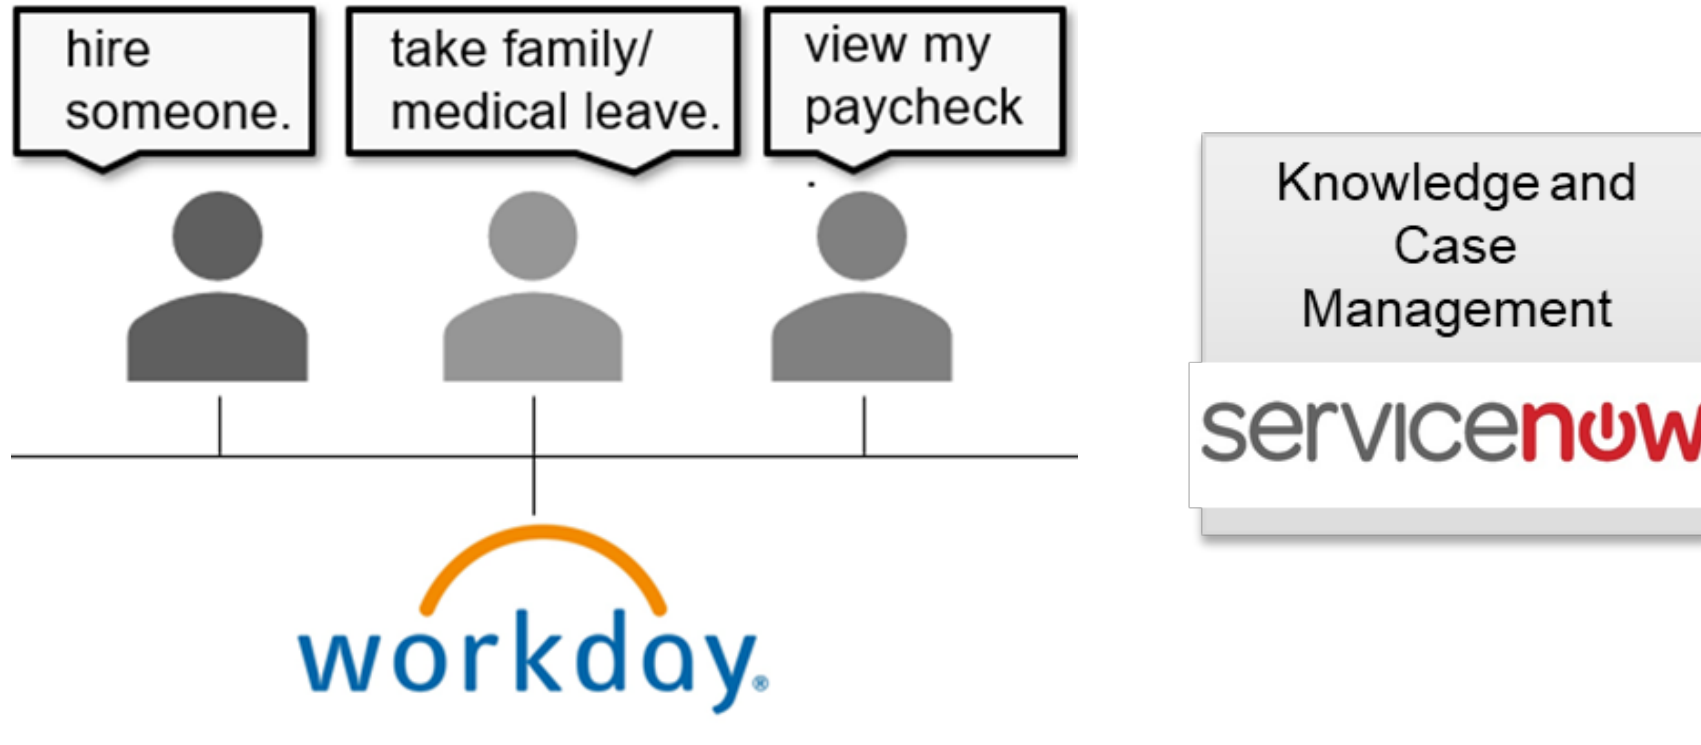 hire
someone.
take family/
medical leave.
view my
paycheck
.
Knowledge and
Case
Management
servicenow
workday®